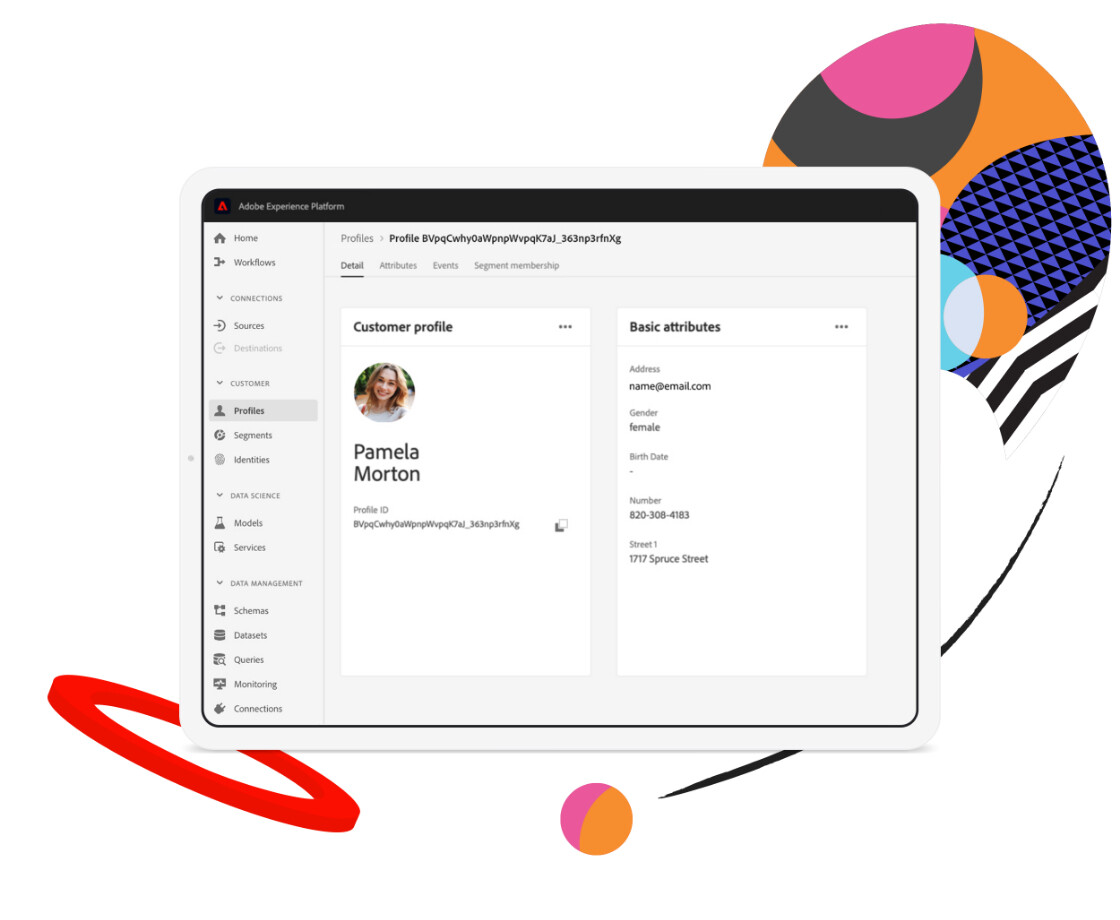 Adobe Experience Platform
Home
Workflows
CONNECTIONS
Sources
Destinations
CUSTOMER
Profiles
Segments
Identities
DATA SCIENCE
Models
Services
DATA MANAGEMENT
Schemas
Datasets
Queries
Monitoring
Connections
Profiles > Profile BVpqCwhy0aWpnpWvpqK7aJ_363np3rfnXg
Detail Attributes Events Segment membership
Customer profile
Pamela
Morton
Profile ID
BVpqCwhy0aWpnpWvpqK7aJ_363np3rfnXg
Basic attributes
Address
name@email.com
Gender
female
Birth Date
-
Number
820-308-4183
Street 1
1717 Spruce Street